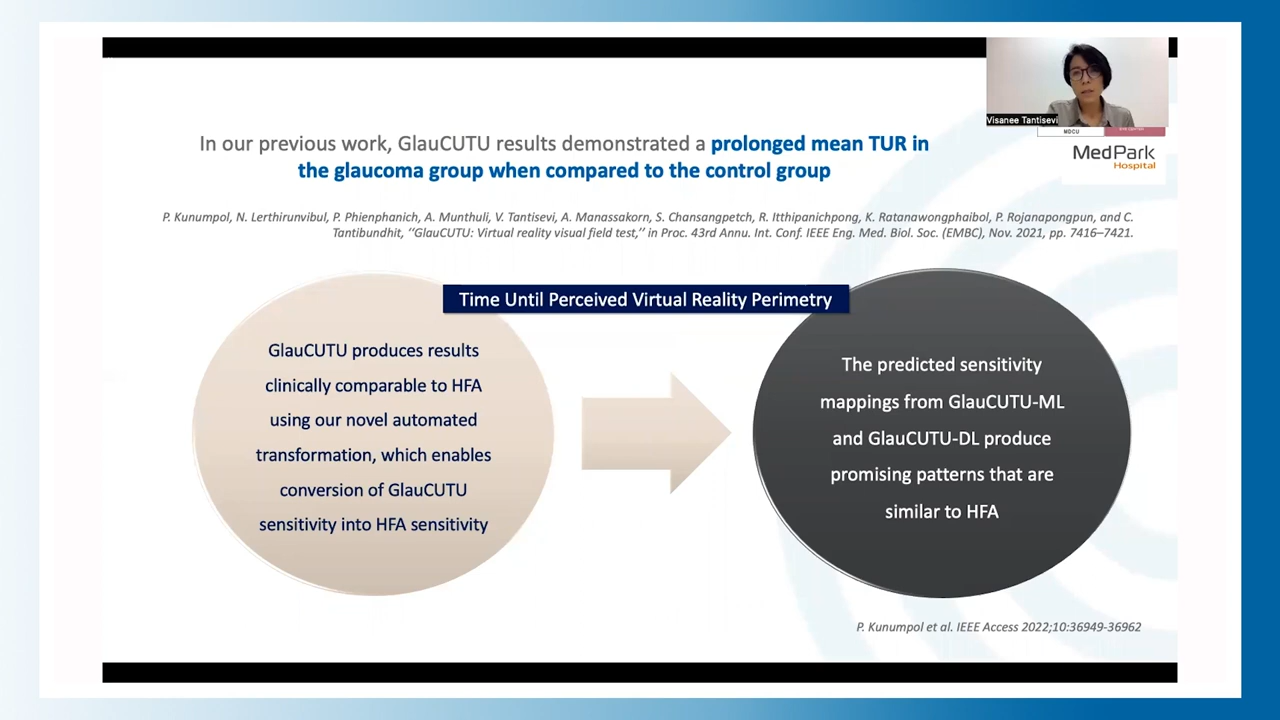 Visanee Tantisevi
MDCU
MedPark
Hospital
In our previous work, GlauCUTU results demonstrated a prolonged mean TUR in
the glaucoma group when compared to the control group
P. Kunumpol, N. Lerthirunvibul, P. Phienphanich, A. Munthuli, V. Tantisevi, A. Manassakorn, S. Chansangpetch, R. Itthipanichpong, K. Ratanawongphaibol, P. Rojanapongpun, and C.
Tantibundhit, “GlauCUTU: Virtual reality visual field test,” in Proc. 43rd Annu. Int. Conf. IEEE Eng. Med. Biol. Soc. (EMBC), Nov. 2021, pp. 7416–7421.
Time Until Perceived Virtual Reality Perimetry
GlauCUTU produces results
clinically comparable to HFA
using our novel automated
transformation, which enables
conversion of GlauCUTU
sensitivity into HFA sensitivity
The predicted sensitivity
mappings from GlauCUTU-ML
and GlauCUTU-DL produce
promising patterns that are
similar to HFA
P. Kunumpol et al. IEEE Access 2022;10:36949-36962